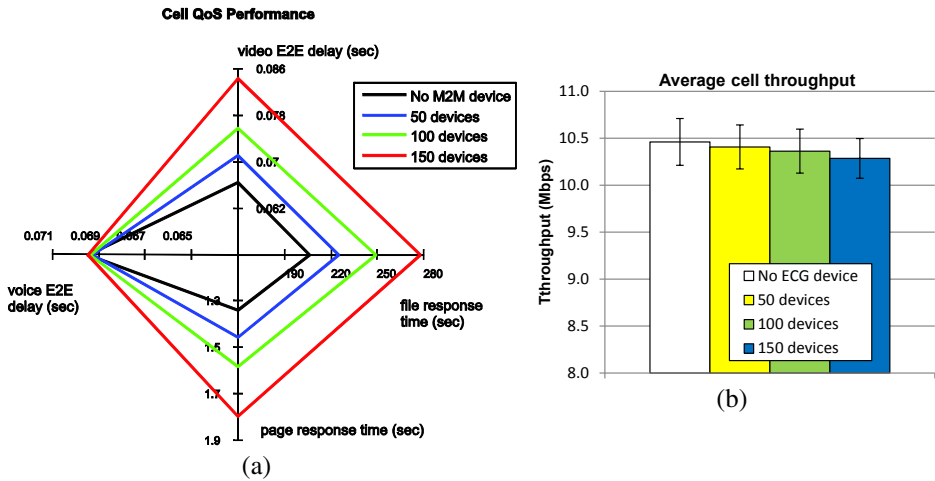 Cell QoS Performance
video E2E delay (sec)
0.086
0.078
0.07
0.062
No M2M device
50 devices
100 devices
150 devices
0.071
0.069
0.067
0.065
190
220
250
280
voice E2E
delay (sec)
file response
time (sec)
1.3
1.5
1.7
1.9
page response time (sec)
(a)
Average cell throughput
Tthroughput (Mbps)
11.0
10.5
10.0
9.5
9.0
8.5
8.0
No ECG device
50 devices
100 devices
150 devices
(b)